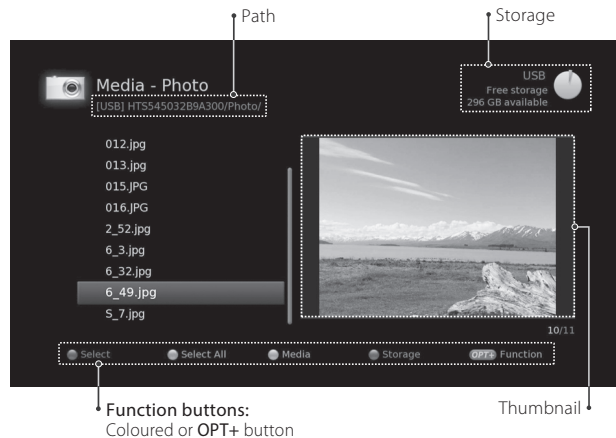 Path
Storage
Media - Photo
[USB] HTS545032B9A300/Photo/
USB
Free storage
296 GB available
012.jpg
013.jpg
015.JPG
016.JPG
2_52.jpg
6_3.jpg
6_32.jpg
6_49.jpg
S_7.jpg
10/11
Select
Select All
Media
Storage
OPT+ Function
Function buttons:
Coloured or OPT+ button
Thumbnail